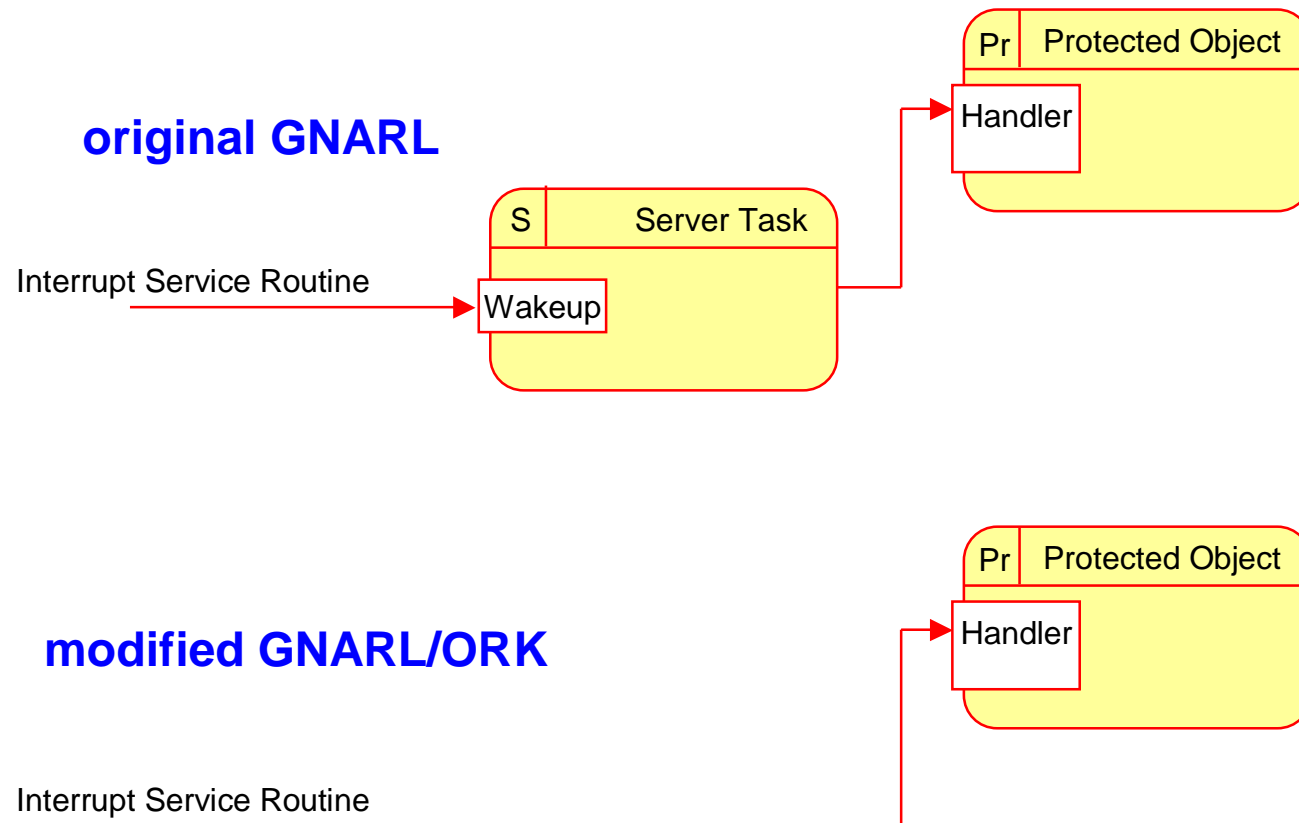 Pr Protected Object
Handler
original GNARL
S Server Task
Interrupt Service Routine
Wakeup
Pr Protected Object
Handler
modified GNARL/ORK
Interrupt Service Routine